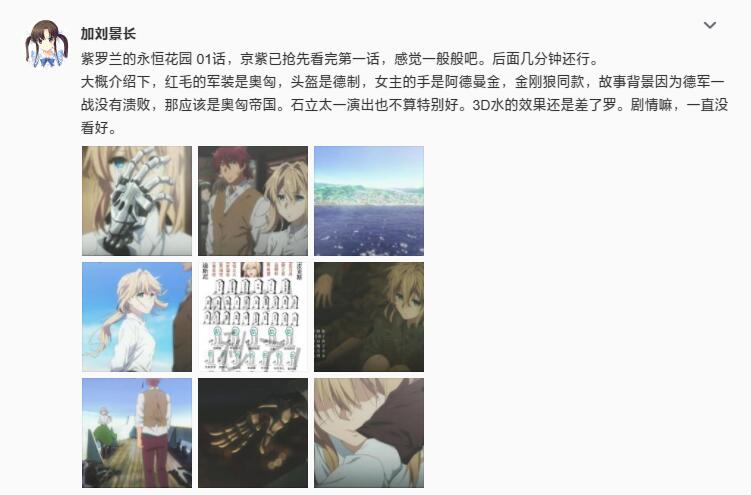 加刘景长
紫罗兰的永恒花园 01话，京紫已抢先看完第一话，感觉一般般吧。后面几分钟还行。
大概介绍下，红毛的军装是奥匈，头盔是德制，女主的手是阿德曼金，金刚狼同款，故事背景因为德军一
战没有溃败，那应该是奥匈帝国。石立太一演出也不算特别好。3D水的效果还是差了罗。剧情嘛，一直没
看好。